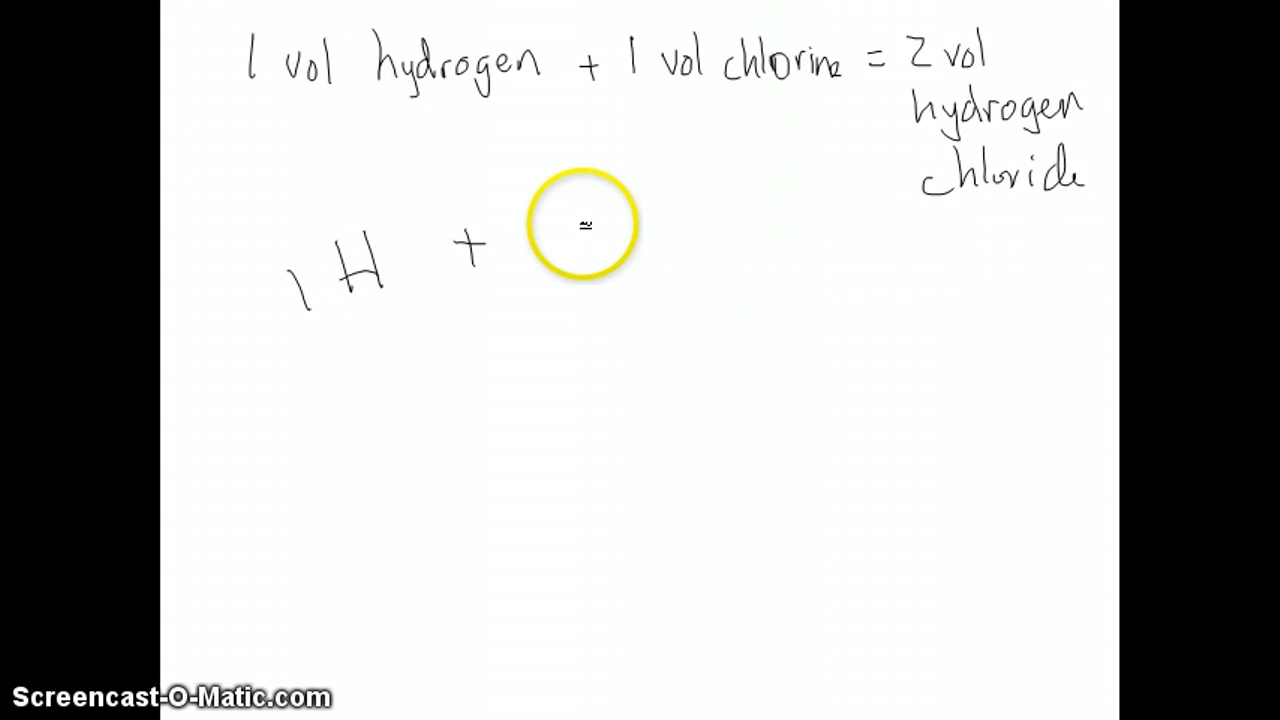 1 vol hydrogen + 1 vol chlorine = 2 vol
hydrogen
chloride
1 H +
Screencast-O-Matic.com